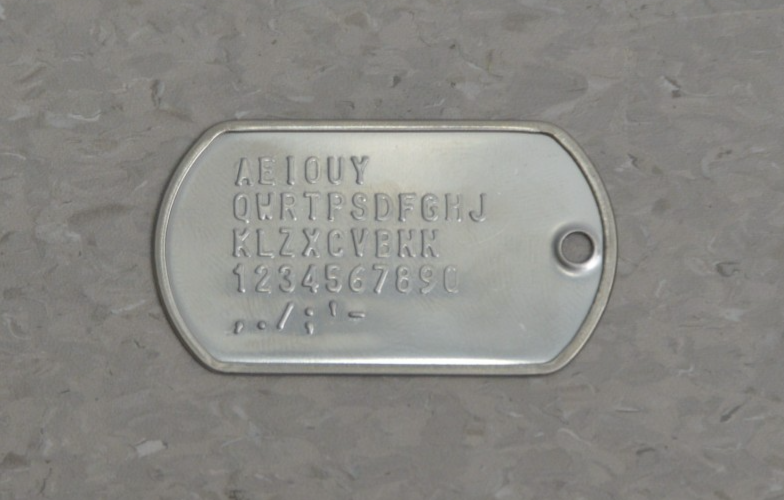 AEIOUY
QWRTPSDFGHJ
KLZXCVBNM
1234567890
,./;'-